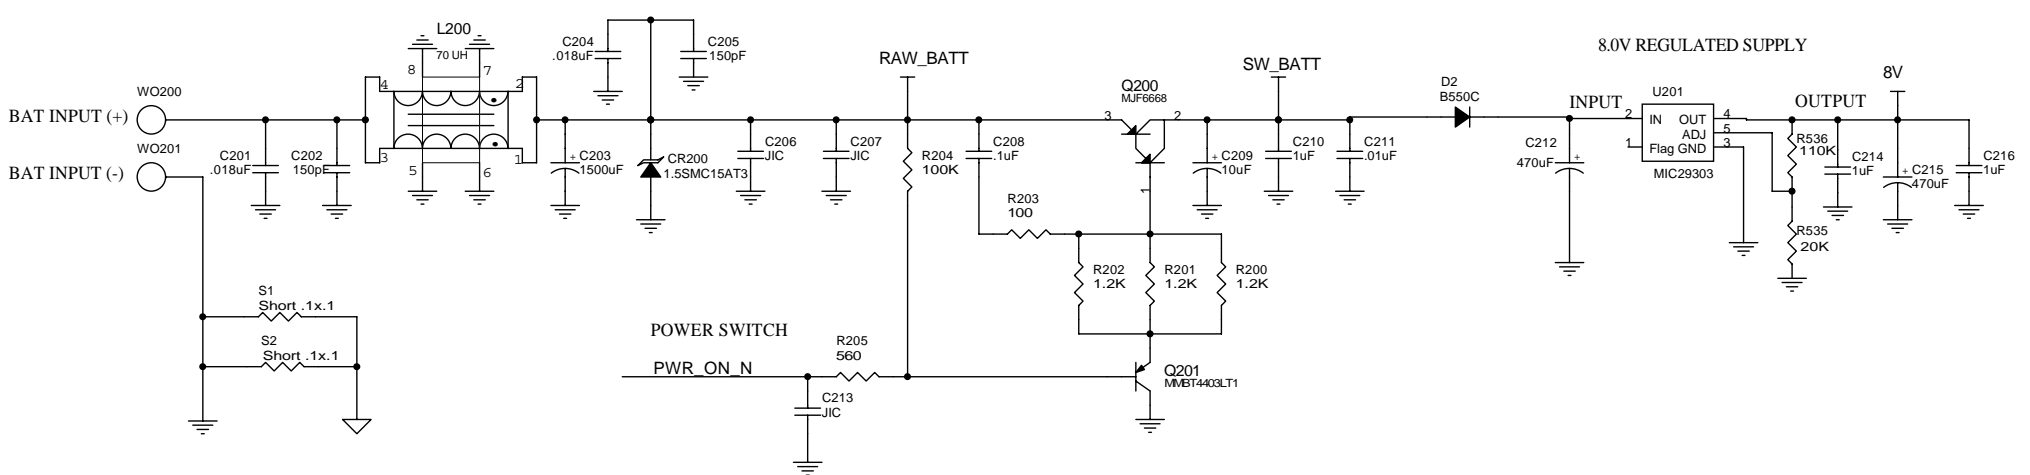 L200
70 UH
8
7
4
2
3
1
5
6
BAT INPUT (+)
WO200
BAT INPUT (-)
WO201
C201
.018uF
C202
150pF
C203
1500uF
C204
.018uF
C205
150pF
CR200
1.5SMC15AT3
C206
JIC
C207
JIC
RAW_BATT
R204
100K
C208
.1uF
R203
100
Q200
MJF6668
3
2
1
SW_BATT
C209
10uF
C210
1uF
C211
.01uF
R202
1.2K
R201
1.2K
R200
1.2K
D2
B550C
INPUT
8.0V REGULATED SUPPLY
C212
470uF
U201
2
IN
OUT
4
ADJ
5
1
Flag
GND
3
MIC29303
OUTPUT
8V
R536
110K
R535
20K
C214
1uF
C215
470uF
C216
1uF
S1
Short .1x.1
S2
Short .1x.1
POWER SWITCH
PWR_ON_N
R205
560
C213
JIC
Q201
MMBT4403LT1